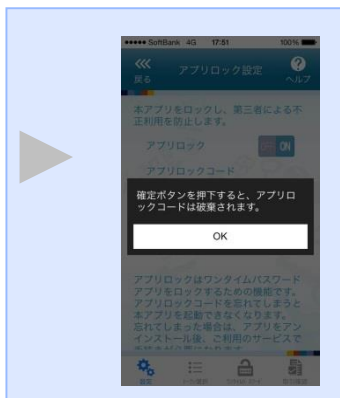 SoftBank 4G 17:51 100%
戻る
アプリロック設定
ヘルプ
本アプリをロックし、第三者による不
正利用を防止します。
アプリロック
ON
アプリロックコード
確定ボタンを押下すると、アプリロ
ックコードは破棄されます。
OK
アプリロックはワンタイムパスワード
アプリをロックするための機能です。
アプリロックコードを忘れてしまうと
本アプリを起動できなくなります。
忘れてしまった場合は、アプリをアン
インストール後、ご利用のサービスで
設定